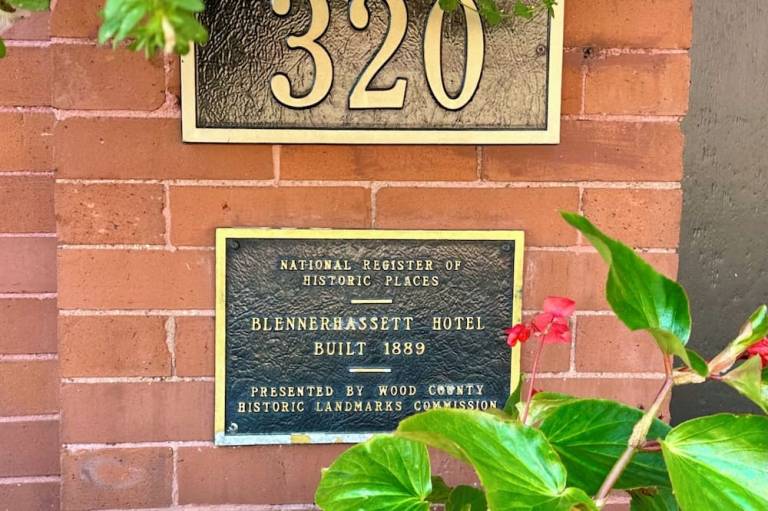 320
NATIONAL REGISTER OF
HISTORIC PLACES
BLENNERHASSETT HOTEL
BUILT 1889
PRESENTED BY WOOD COUNTY
HISTORIC LANDMARKS COMMISSION